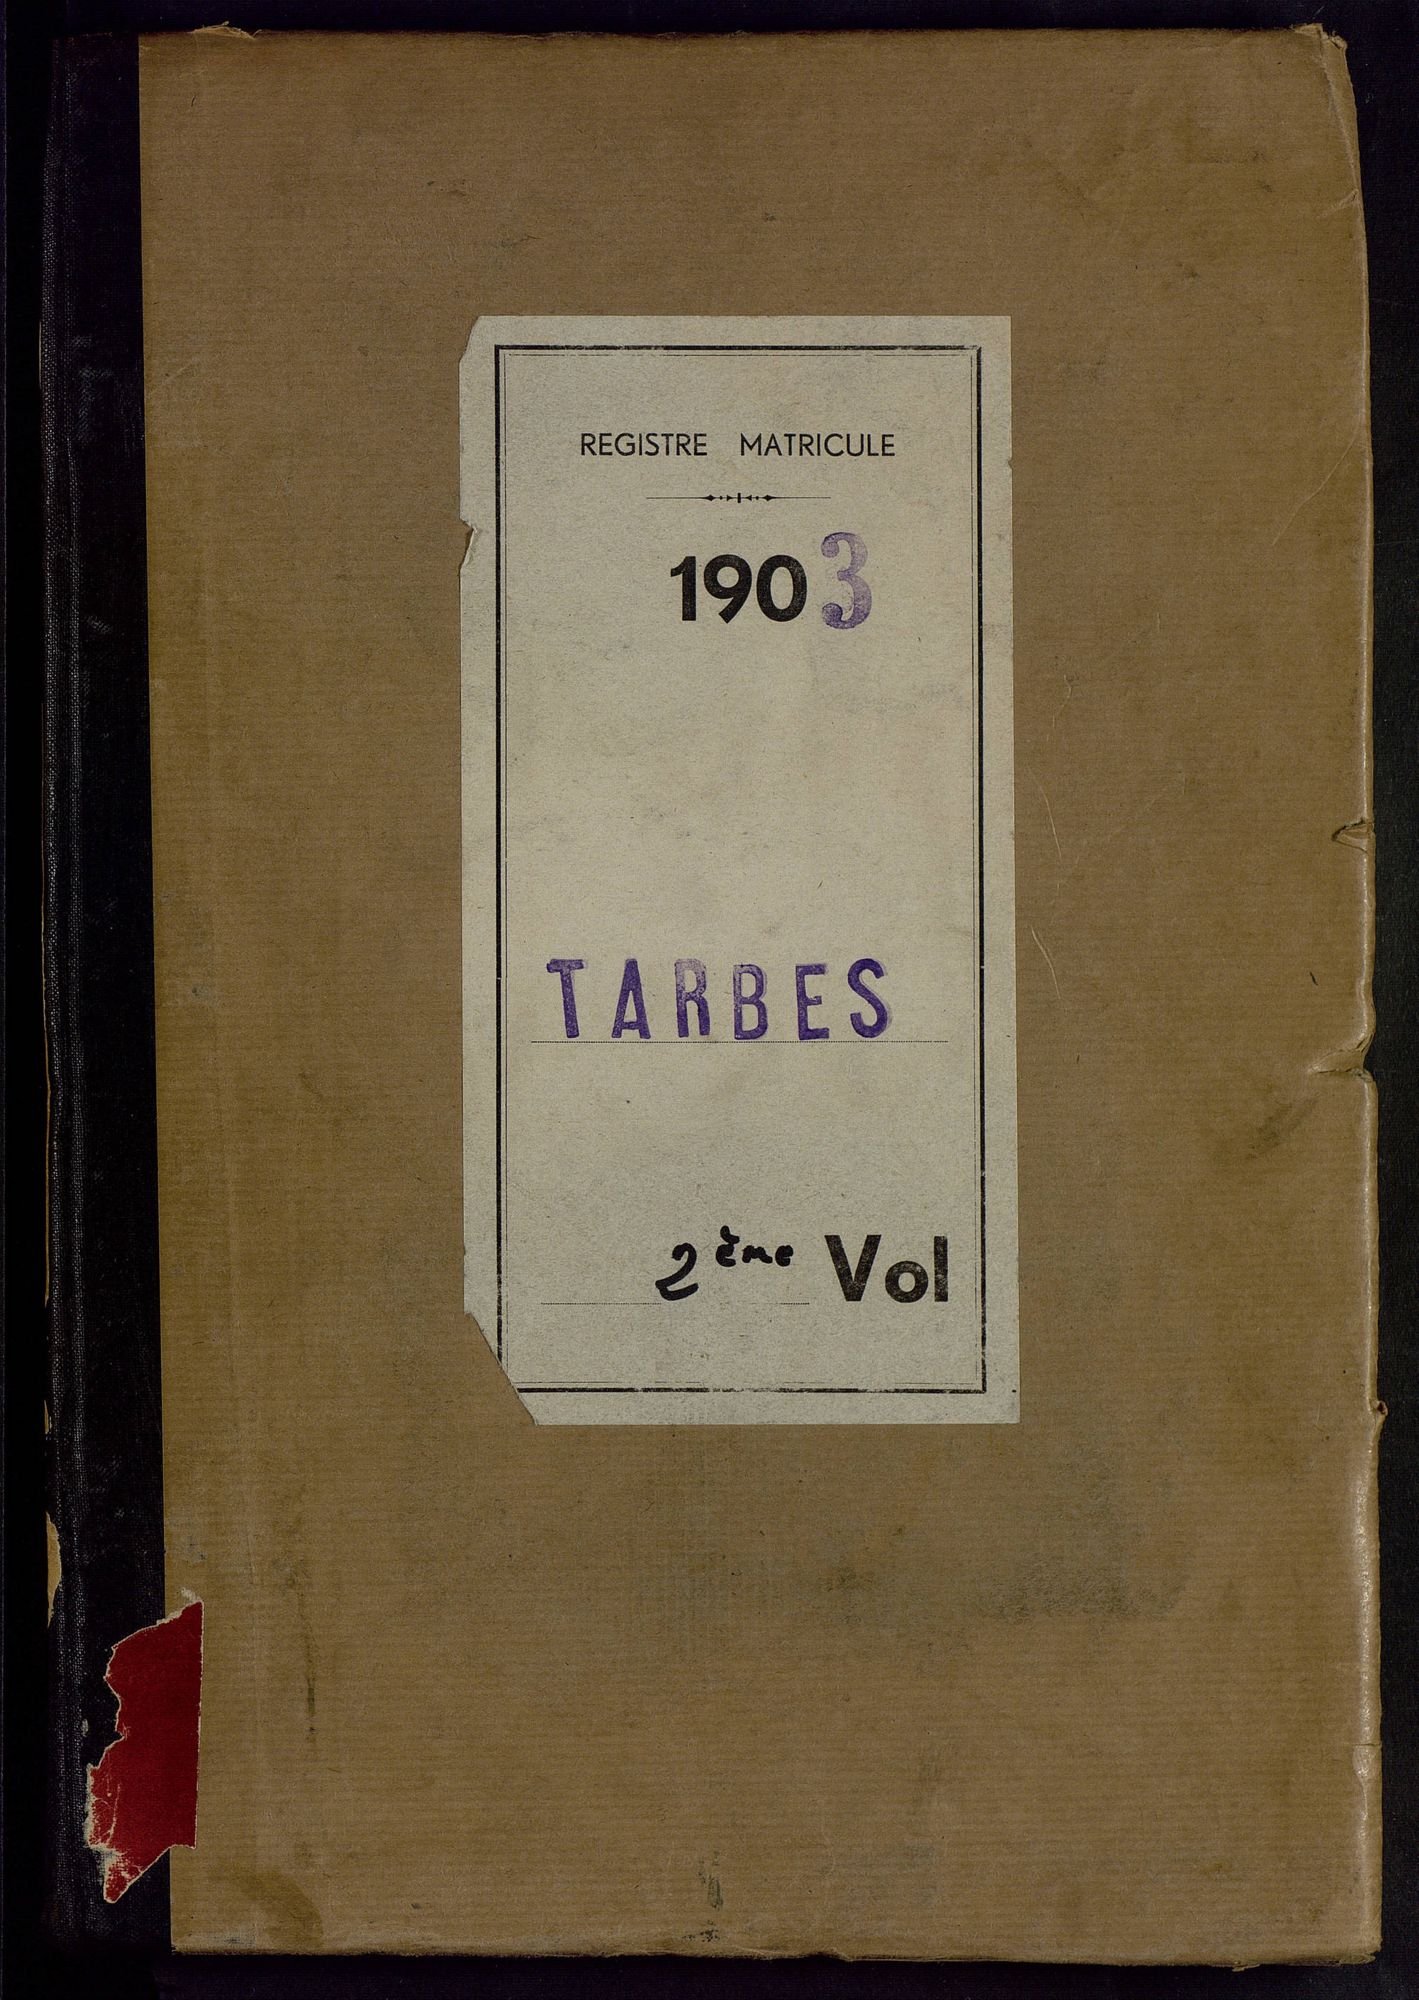 REGISTRE MATRICULE
1903
TARBES
2ème Vol